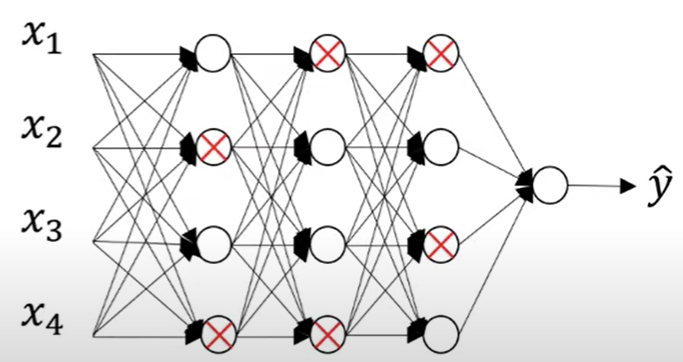 x₁
x₂
x₃
x₄
ŷ